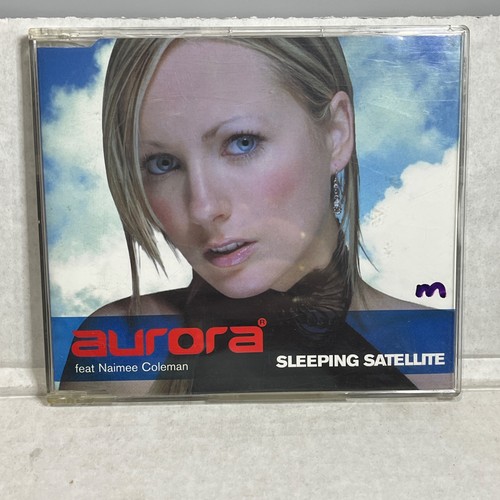 m
aurora
feat Naimee Coleman
SLEEPING SATELLITE